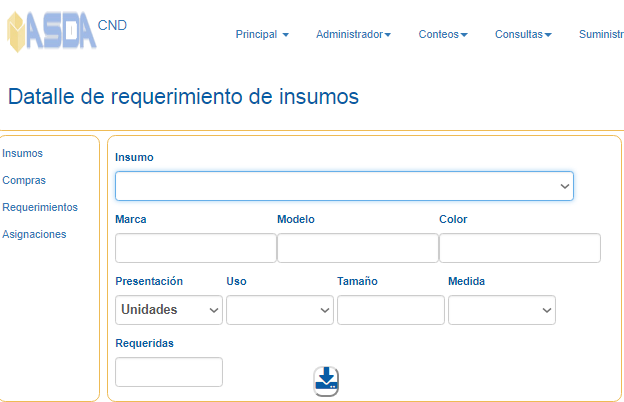 ASDA CND
Principal Administrador Conteos Consultas Suministr
Datalle de requerimiento de insumos
Insumos
Compras
Requerimientos
Asignaciones
Insumo
Marca Modelo Color
Presentación Uso Tamaño Medida
Unidades
Requeridas